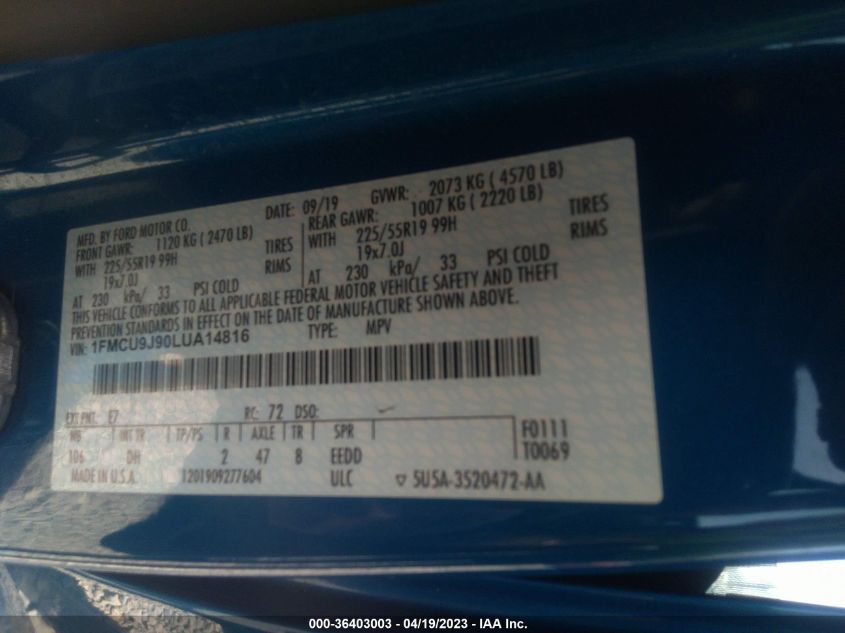 MFD. BY FORD MOTOR CO.
DATE: 09/19 GVWR: 2073 KG ( 4570 LB)
FRONT GAWR: 1120 KG ( 2470 LB) REAR GAWR: 1007 KG ( 2220 LB)
WITH 225/55R19 99H TIRES WITH 225/55R19 99H TIRES
19x7.0J RIMS 19x7.0J RIMS
AT 230 kPa/ 33 PSI COLD AT 230 kPa/ 33 PSI COLD
THIS VEHICLE CONFORMS TO ALL APPLICABLE FEDERAL MOTOR VEHICLE SAFETY AND THEFT
PREVENTION STANDARDS IN EFFECT ON THE DATE OF MANUFACTURE SHOWN ABOVE.
VIN: 1FMCU9J90LUA14816 TYPE: MPV
EXT PNT: E7 RC: 72 DSO: F0111
WB INT TR TP/PS R AXLE TR SPR T0069
106 DH 2 47 8 EEDD
MADE IN U.S.A. 1201909277604 ULC ▽ 5U5A-3520472-AA
000-36403003 - 04/19/2023 - IAA Inc.